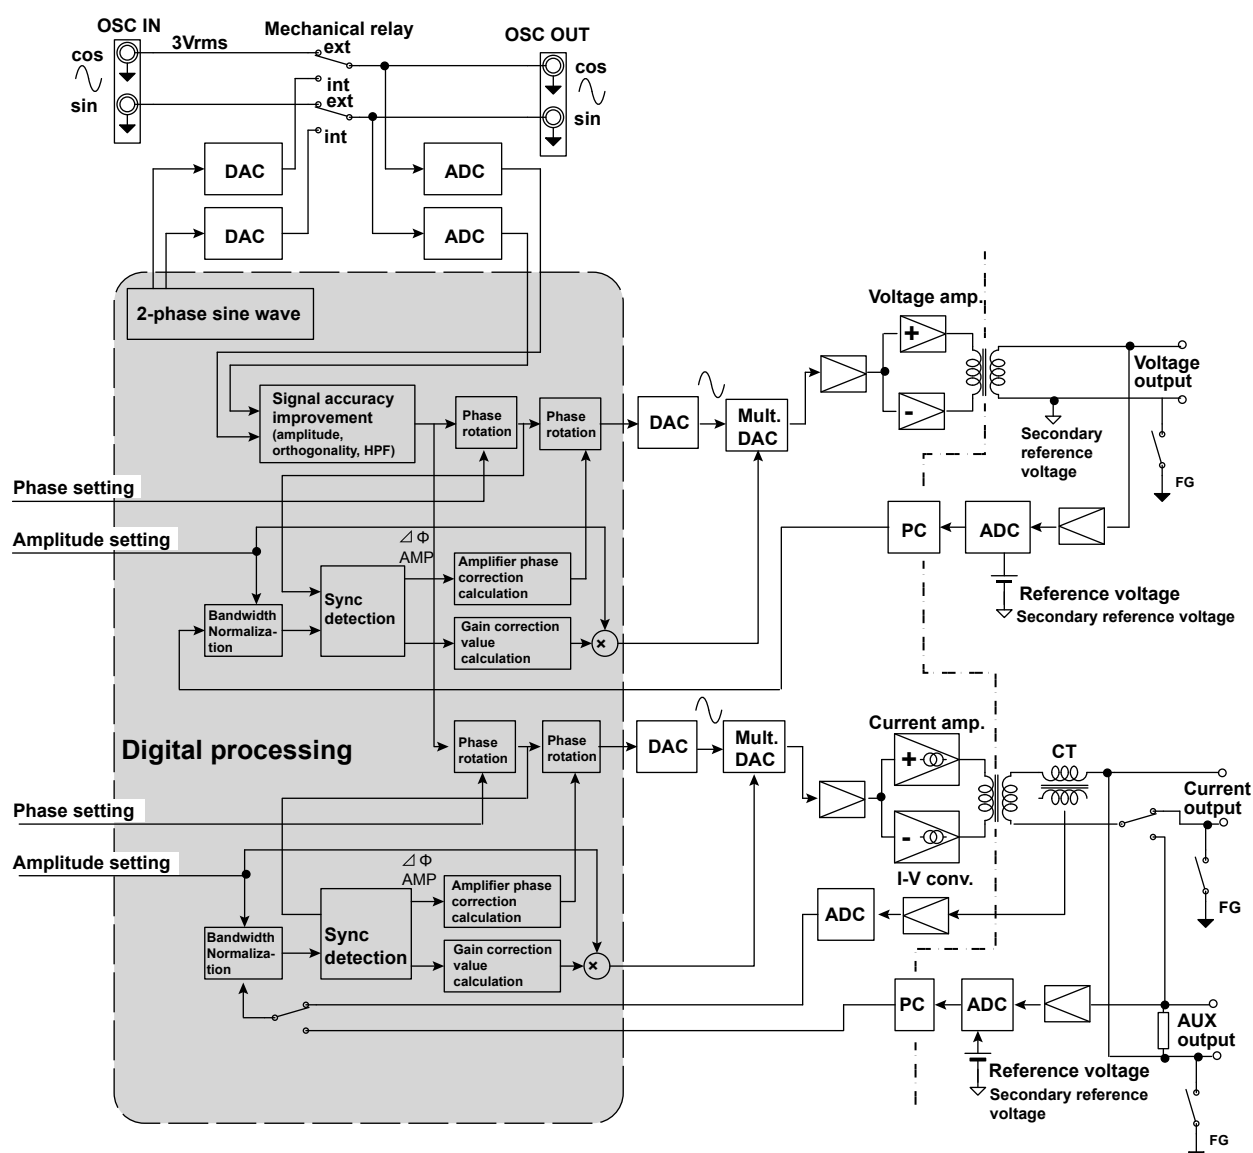 OSC IN
Mechanical relay
OSC OUT
3Vrms
ext
cos
cos
int
ext
sin
sin
int
DAC
ADC
DAC
ADC
2-phase sine wave
Voltage amp.
+
-
Voltage
output
Signal accuracy
improvement
(amplitude,
orthogonality, HPF)
Phase
rotation
Phase
rotation
DAC
Mult.
DAC
Secondary
reference
voltage
FG
Phase setting
Amplitude setting
⊿ Φ
AMP
PC
ADC
Amplifier phase
correction
calculation
Sync
detection
Reference voltage
Secondary reference voltage
Bandwidth
Normaliza-
tion
Gain correction
value
calculation
×
Digital processing
Phase
rotation
Phase
rotation
DAC
Mult.
DAC
Current amp.
+
-
CT
Current
output
Phase setting
Amplitude setting
⊿ Φ
AMP
I-V conv.
Amplifier phase
correction
calculation
ADC
FG
Sync
detection
Bandwidth
Normaliza-
tion
Gain correction
value
calculation
×
PC
ADC
AUX
output
Reference voltage
Secondary reference
voltage
FG